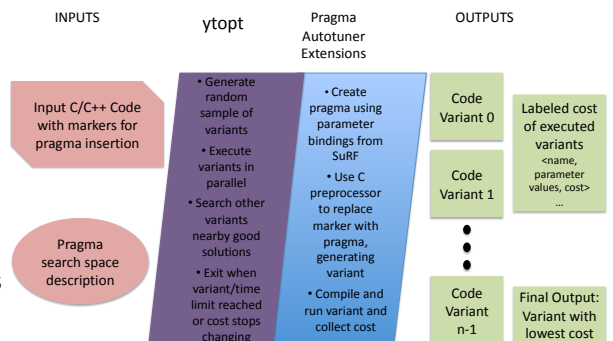 INPUTS
ytopt
Pragma
Autotuner
Extensions
OUTPUTS
Input C/C++ Code
with markers for
pragma insertion
Pragma
search space
description
• Generate
random
sample of
variants
• Execute
variants in
parallel
• Search other
variants
nearby good
solutions
• Exit when
variant/time
limit reached
or cost stops
changing
• Create
pragma using
parameter
bindings from
SuRF
• Use C
preprocessor
to replace
marker with
pragma,
generating
variant
• Compile and
run variant and
collect cost
Code
Variant 0
Code
Variant 1
Code
Variant
n-1
Labeled cost
of executed
variants
<name,
parameter
values, cost>
…
Final Output:
Variant with
lowest cost